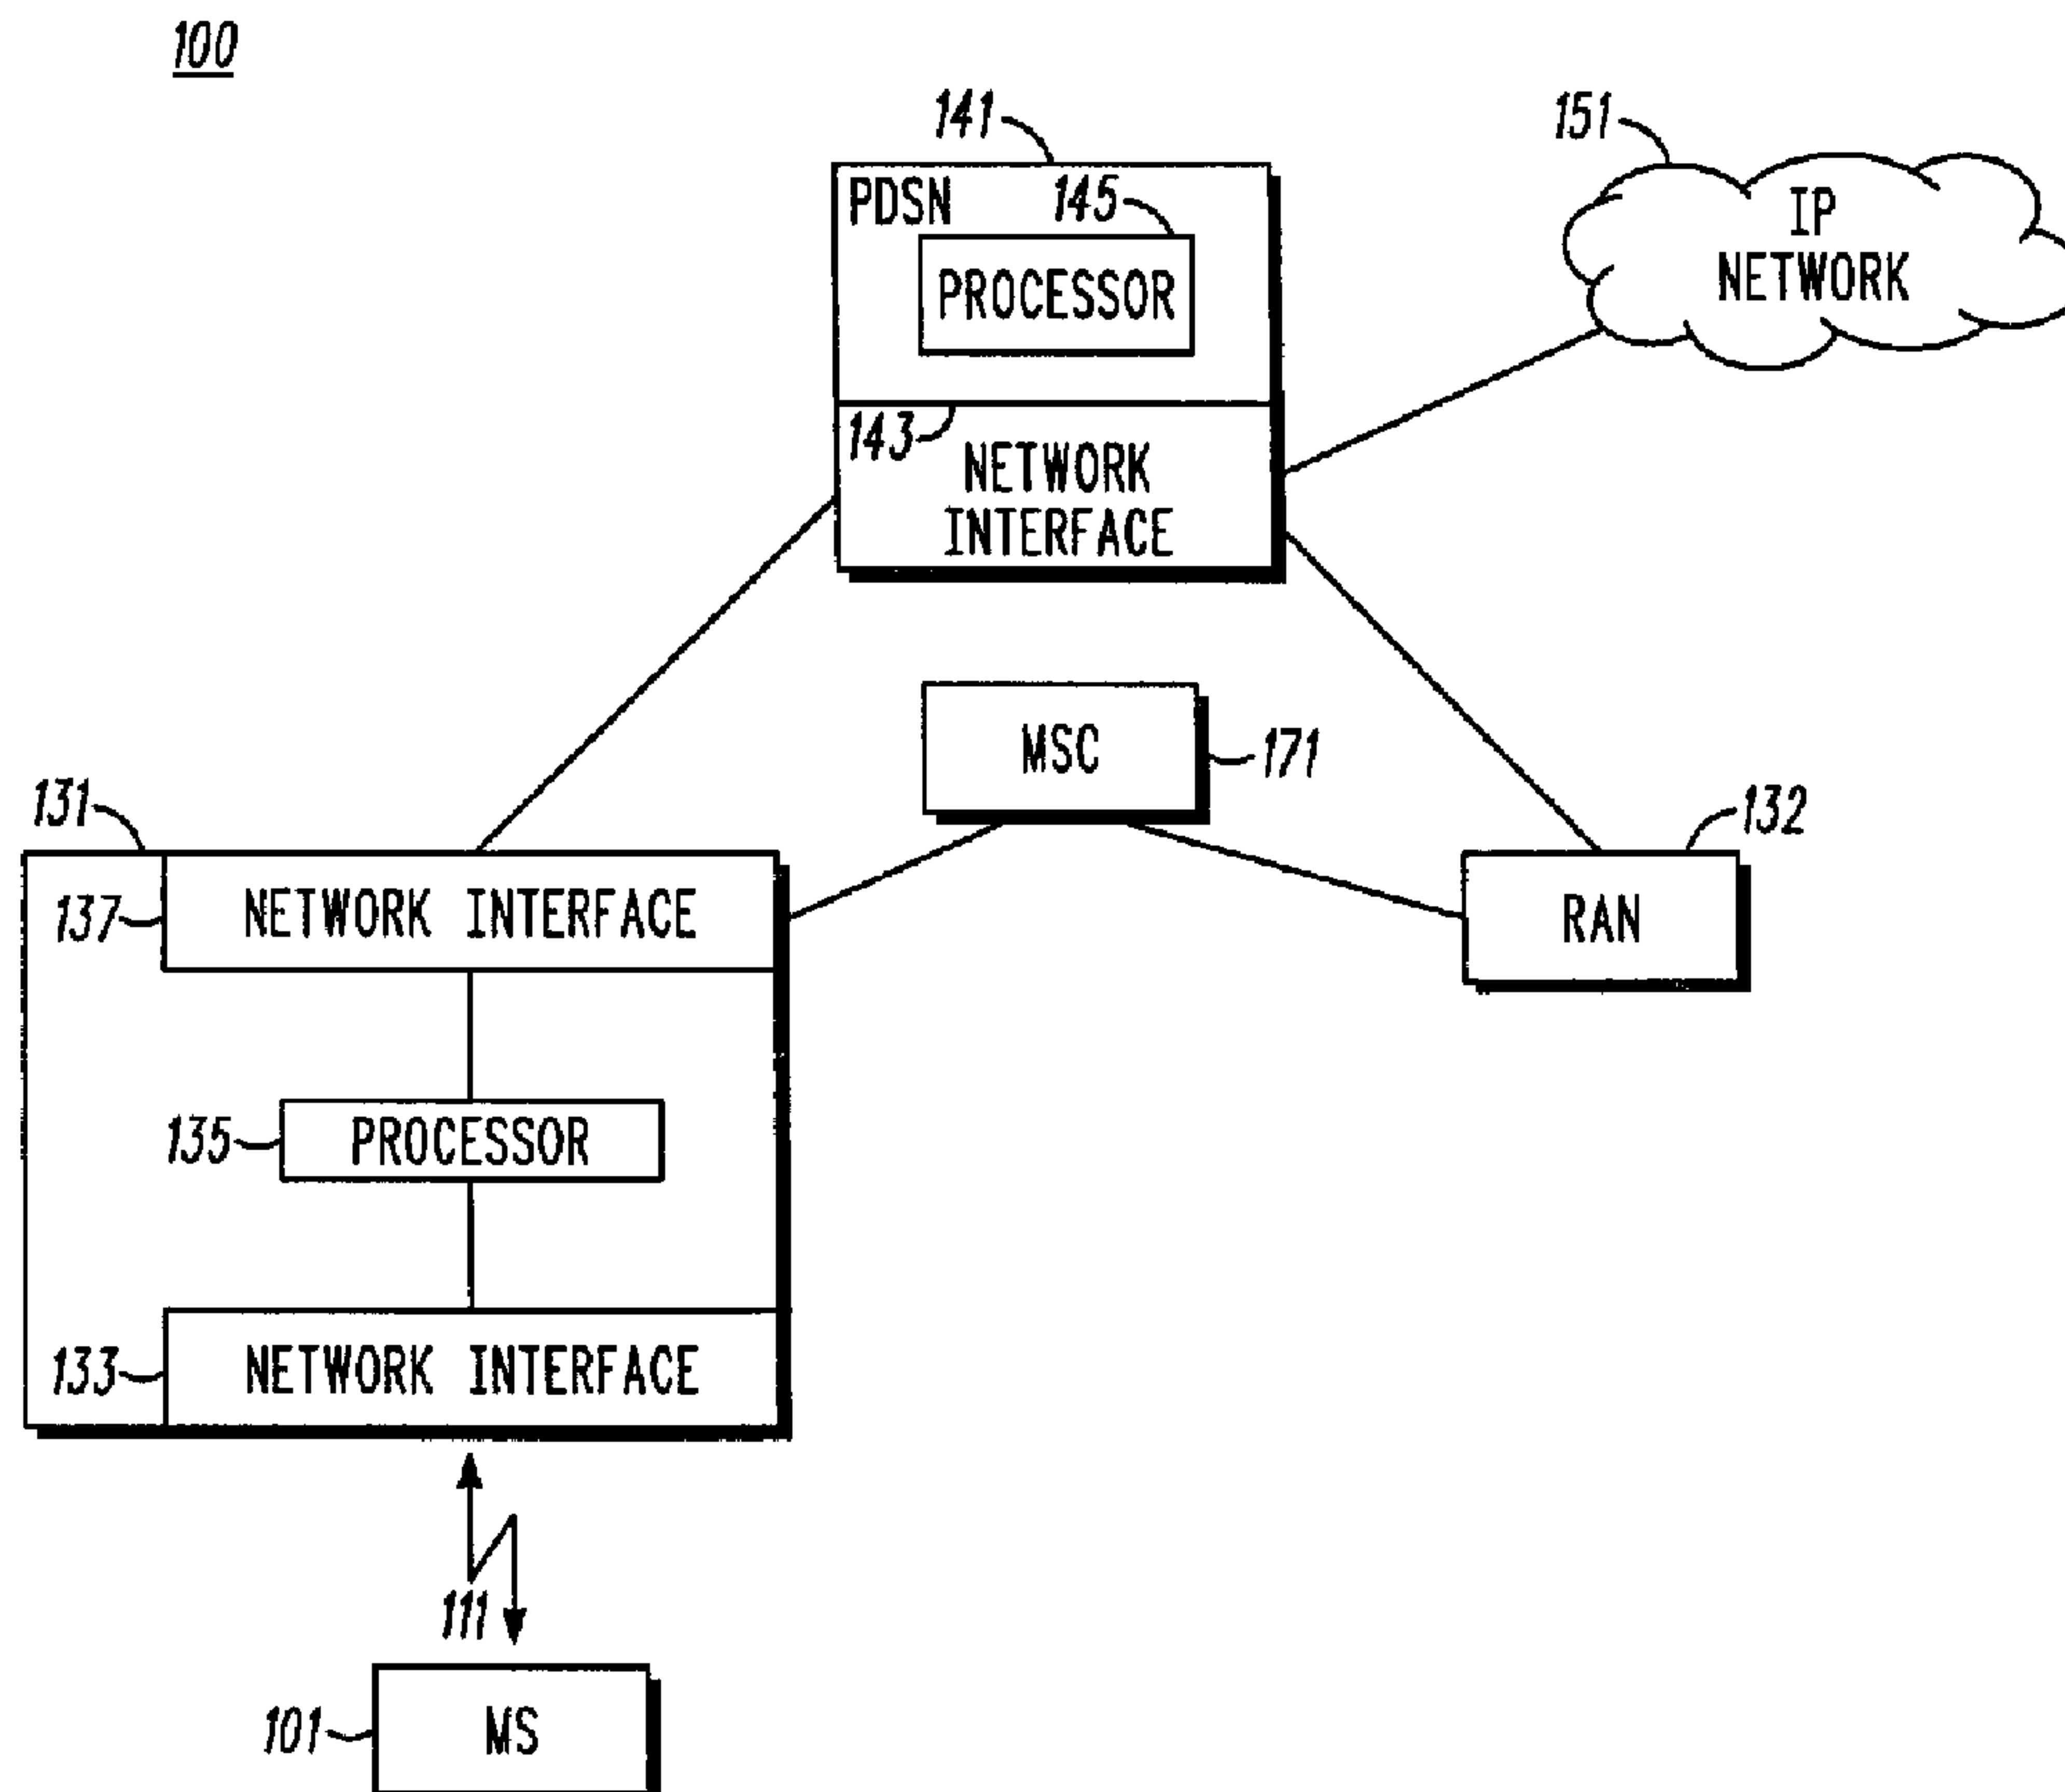 100
141
151
PDSN
145
PROCESSOR
IP
NETWORK
143
NETWORK
INTERFACE
MSC
171
131
132
137
NETWORK INTERFACE
RAN
135
PROCESSOR
133
NETWORK INTERFACE
111
101
MS